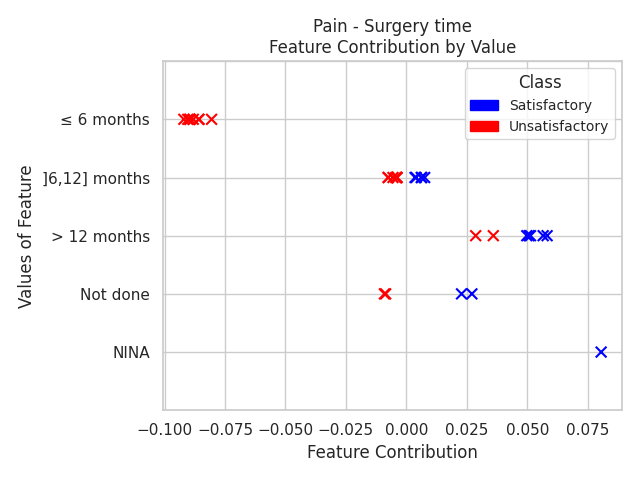 Pain - Surgery time
Feature Contribution by Value
Class
Satisfactory
Unsatisfactory
Values of Feature
≤ 6 months
]6,12] months
> 12 months
Not done
NINA
−0.100 −0.075 −0.050 −0.025 0.000 0.025 0.050 0.075
Feature Contribution